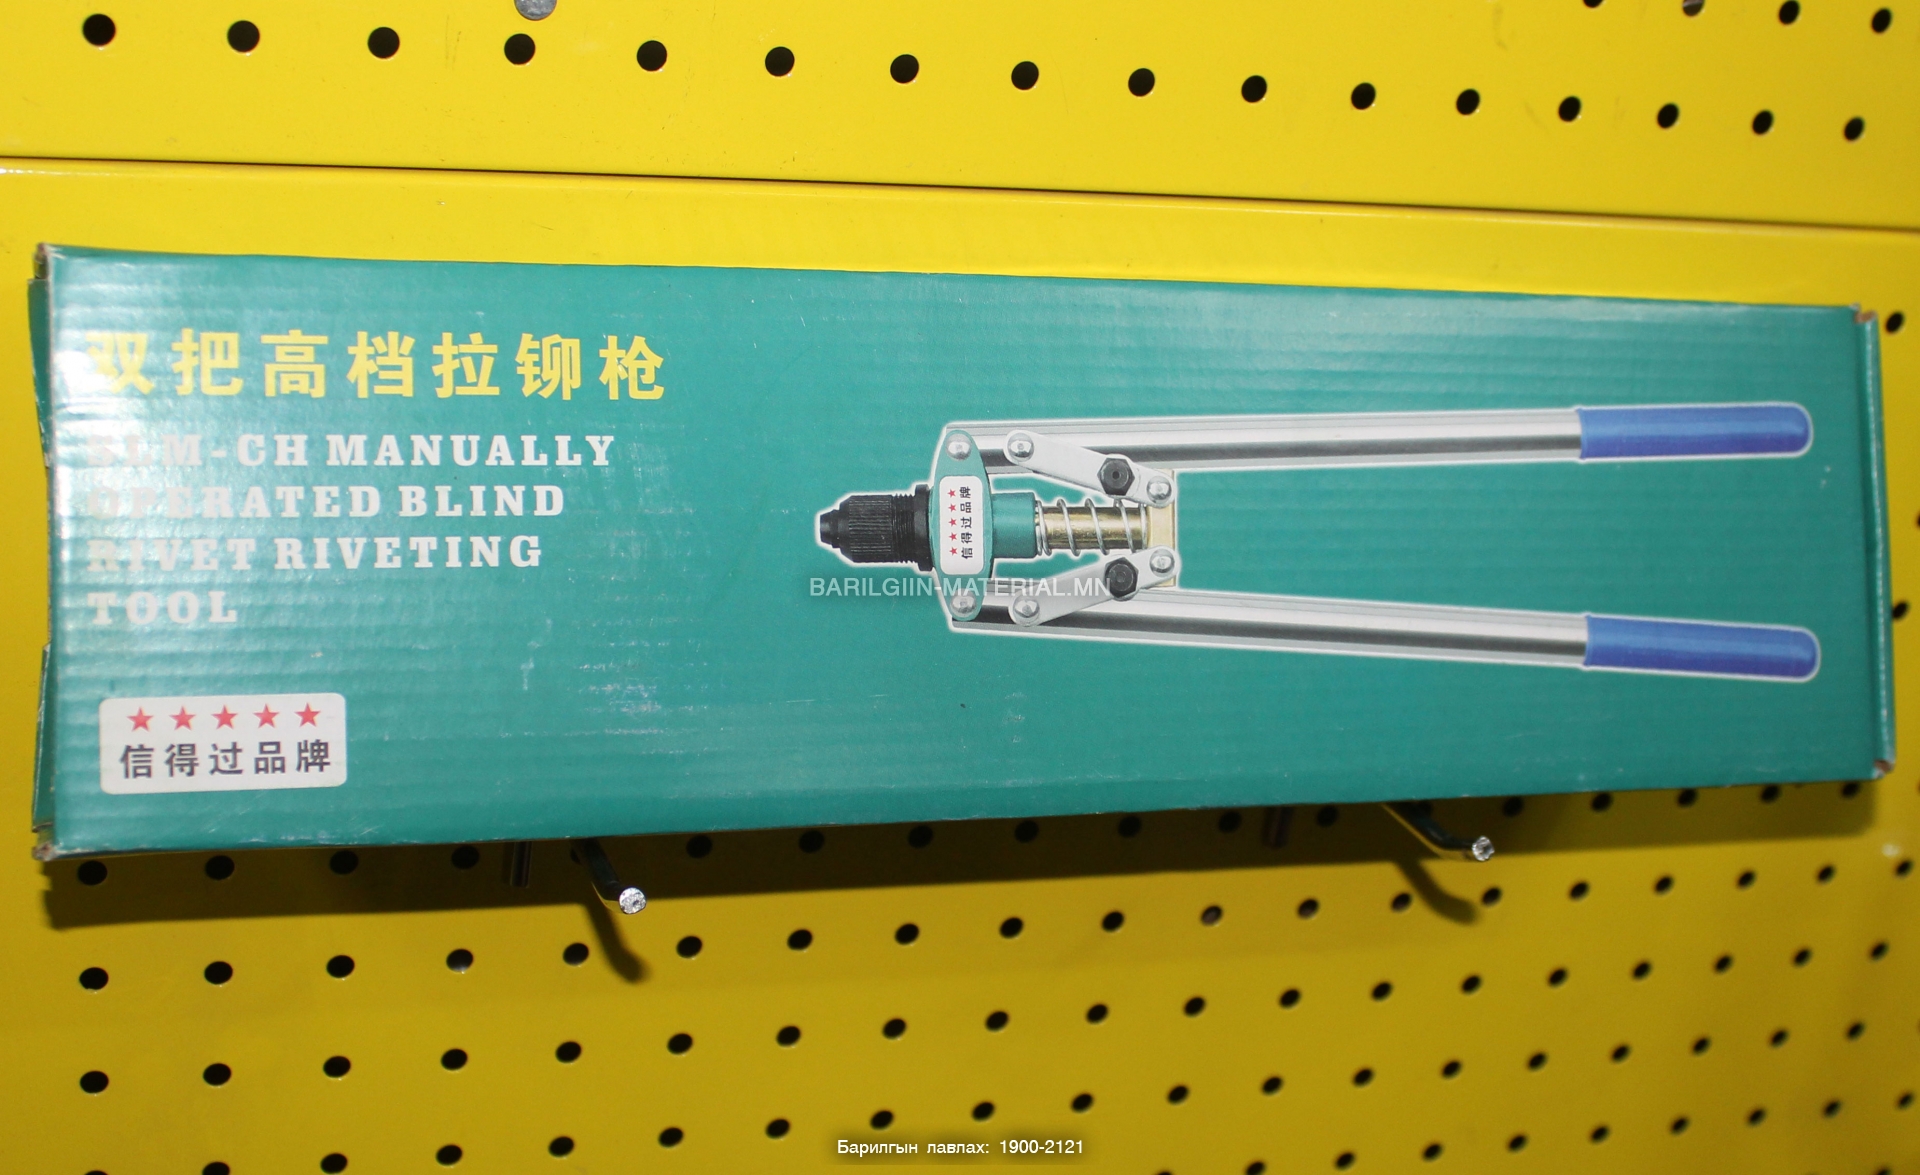 双把高档拉铆枪
SLM-CH MANUALLY
OPERATED BLIND
RIVET RIVETING
TOOL
★★★★★
信得过品牌
★★★★★
信得过品牌
BARILGIIN-MATERIAL.MN
Барилгын лавлах: 1900-2121